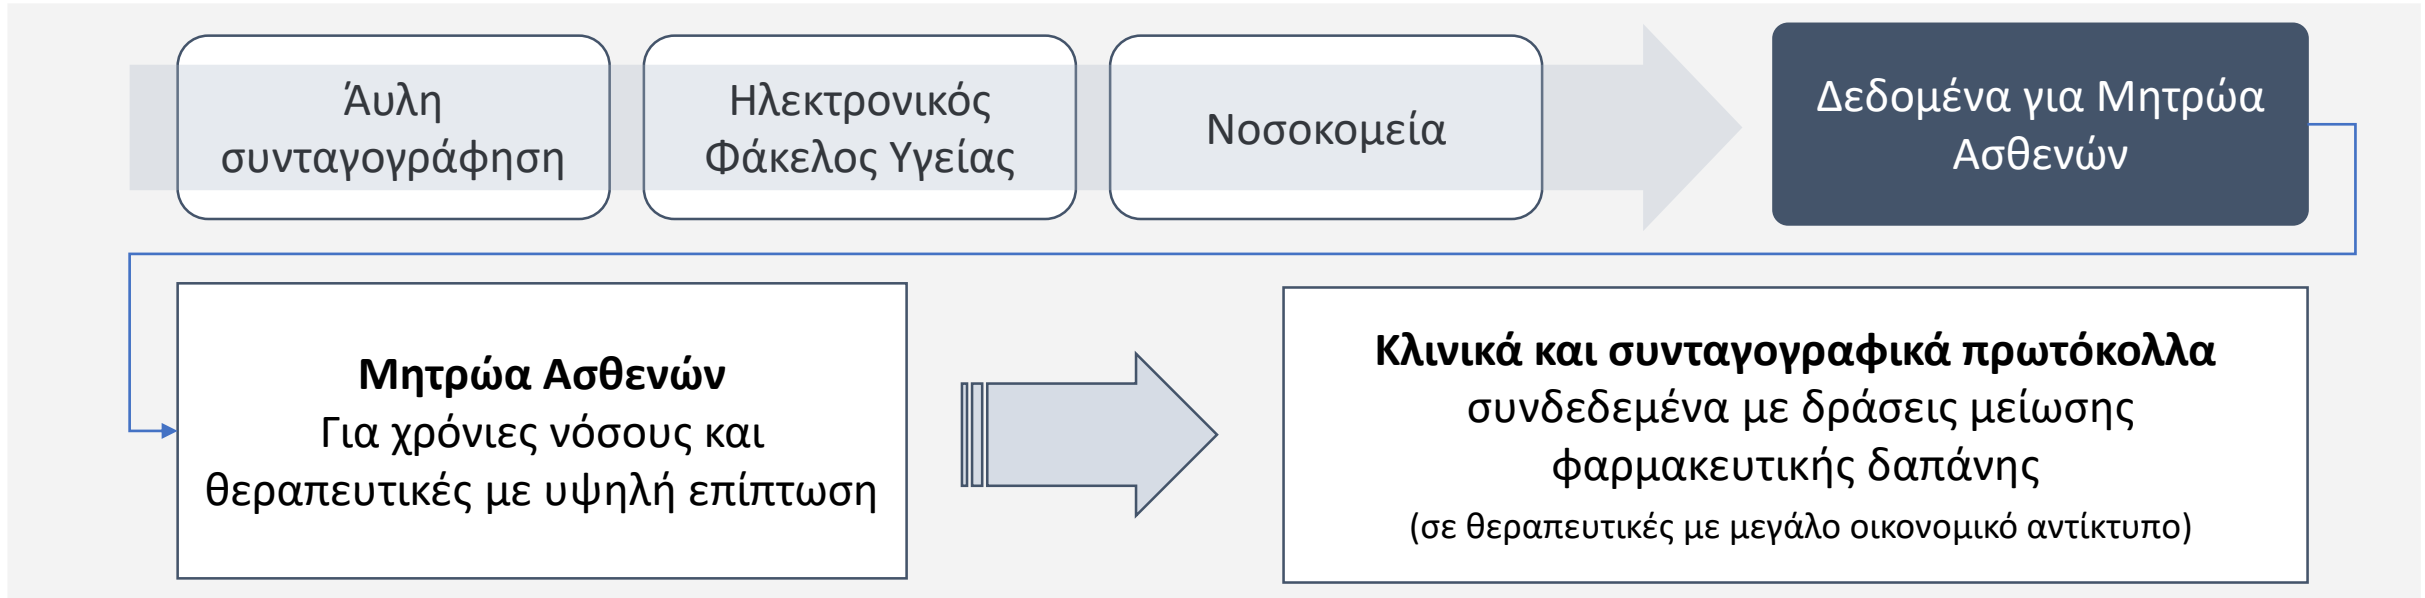 Άυλη
συνταγογράφηση
Ηλεκτρονικός
Φάκελος Υγείας
Νοσοκομεία
Δεδομένα για Μητρώα
Ασθενών
Μητρώα Ασθενών
Για χρόνιες νόσους και
θεραπευτικές με υψηλή επίπτωση
Κλινικά και συνταγογραφικά πρωτόκολλα
συνδεδεμένα με δράσεις μείωσης
φαρμακευτικής δαπάνης
(σε θεραπευτικές με μεγάλο οικονομικό αντίκτυπο)